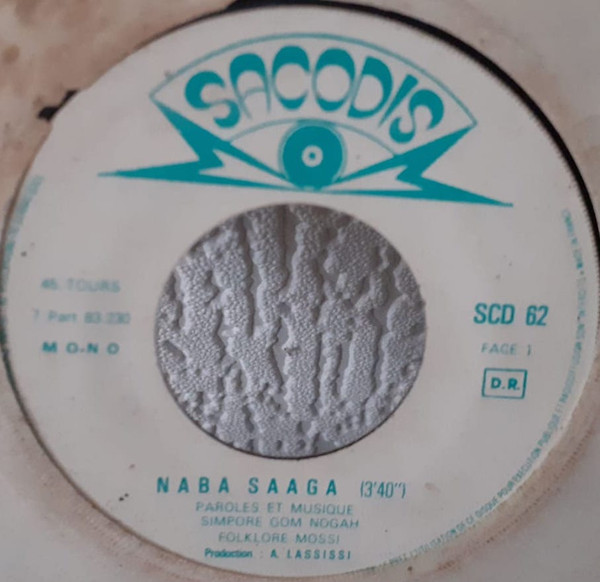 SACODIS
45 TOURS
7 Part 83.230
MONO
SCD 62
FACE 1
D.R.
NABA SAAGA (3'40'')
PAROLES ET MUSIQUE
SIMPORE GOM NOGAH
FOLKLORE MOSSI
Production : A. LASSISSI